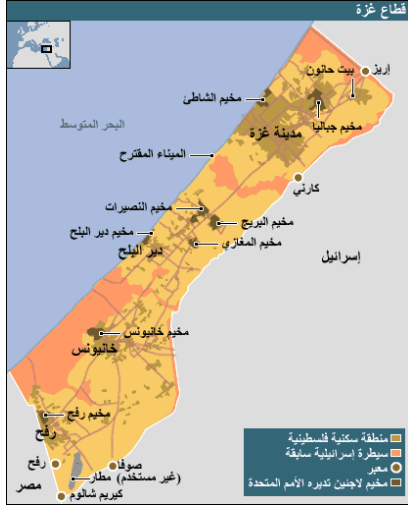 قطاع غزة
إريز
بيت حانون
مخيم الشاطئ
مخيم جباليا
مدينة غزة
البحر المتوسط
الميناء المقترح
كارني
مخيم النصيرات
مخيم البريج
مخيم دير البلح
مخيم المغازي
دير البلح
إسرائيل
مخيم خانيونس
خانيونس
مخيم رفح
رفح
رفح
صوفا
مصر
(غير مستخدم) مطار
كيريم شالوم
منطقة سكنية فلسطينية
سيطرة إسرائيلية سابقة
معبر
مخيم لاجئين تديره الأمم المتحدة